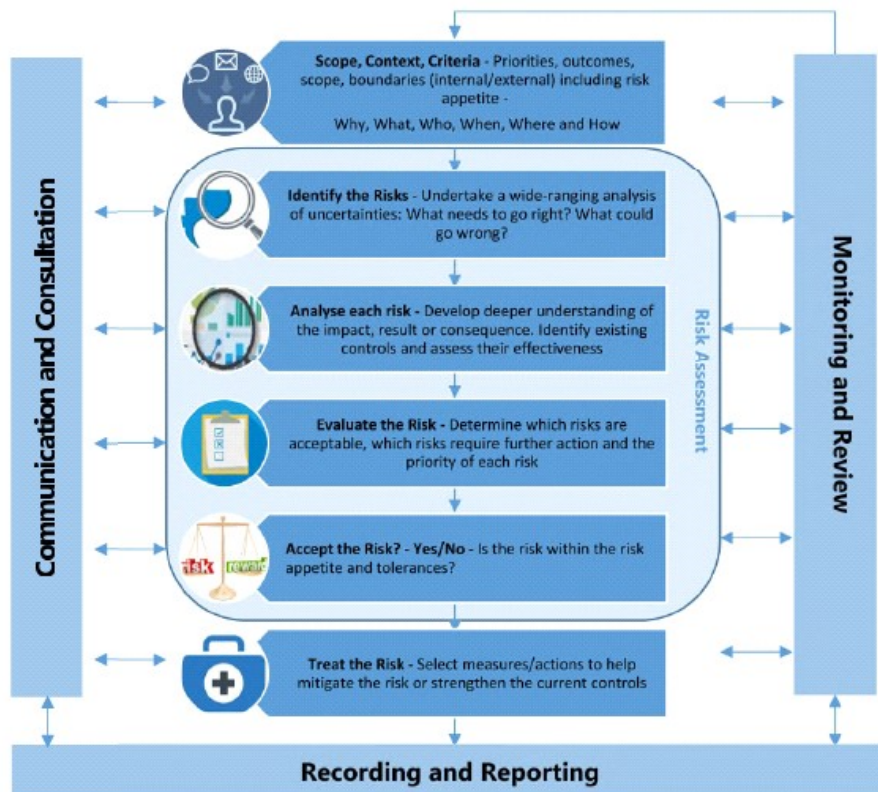 Scope, Context, Criteria - Priorities, outcomes,
scope, boundaries (internal/external) including risk
appetite -
Why, What, Who, When, Where and How
Identify the Risks - Undertake a wide-ranging analysis
of uncertainties: What needs to go right? What could
go wrong?
Analyse each risk - Develop deeper understanding of
the impact, result or consequence. Identify existing
controls and assess their effectiveness
Evaluate the Risk - Determine which risks are
acceptable, which risks require further action and the
priority of each risk
risk
reward
Accept the Risk? - Yes/No - Is the risk within the risk
appetite and tolerances?
Treat the Risk - Select measures/actions to help
mitigate the risk or strengthen the current controls
Communication and Consultation
Risk Assessment
Monitoring and Review
Recording and Reporting